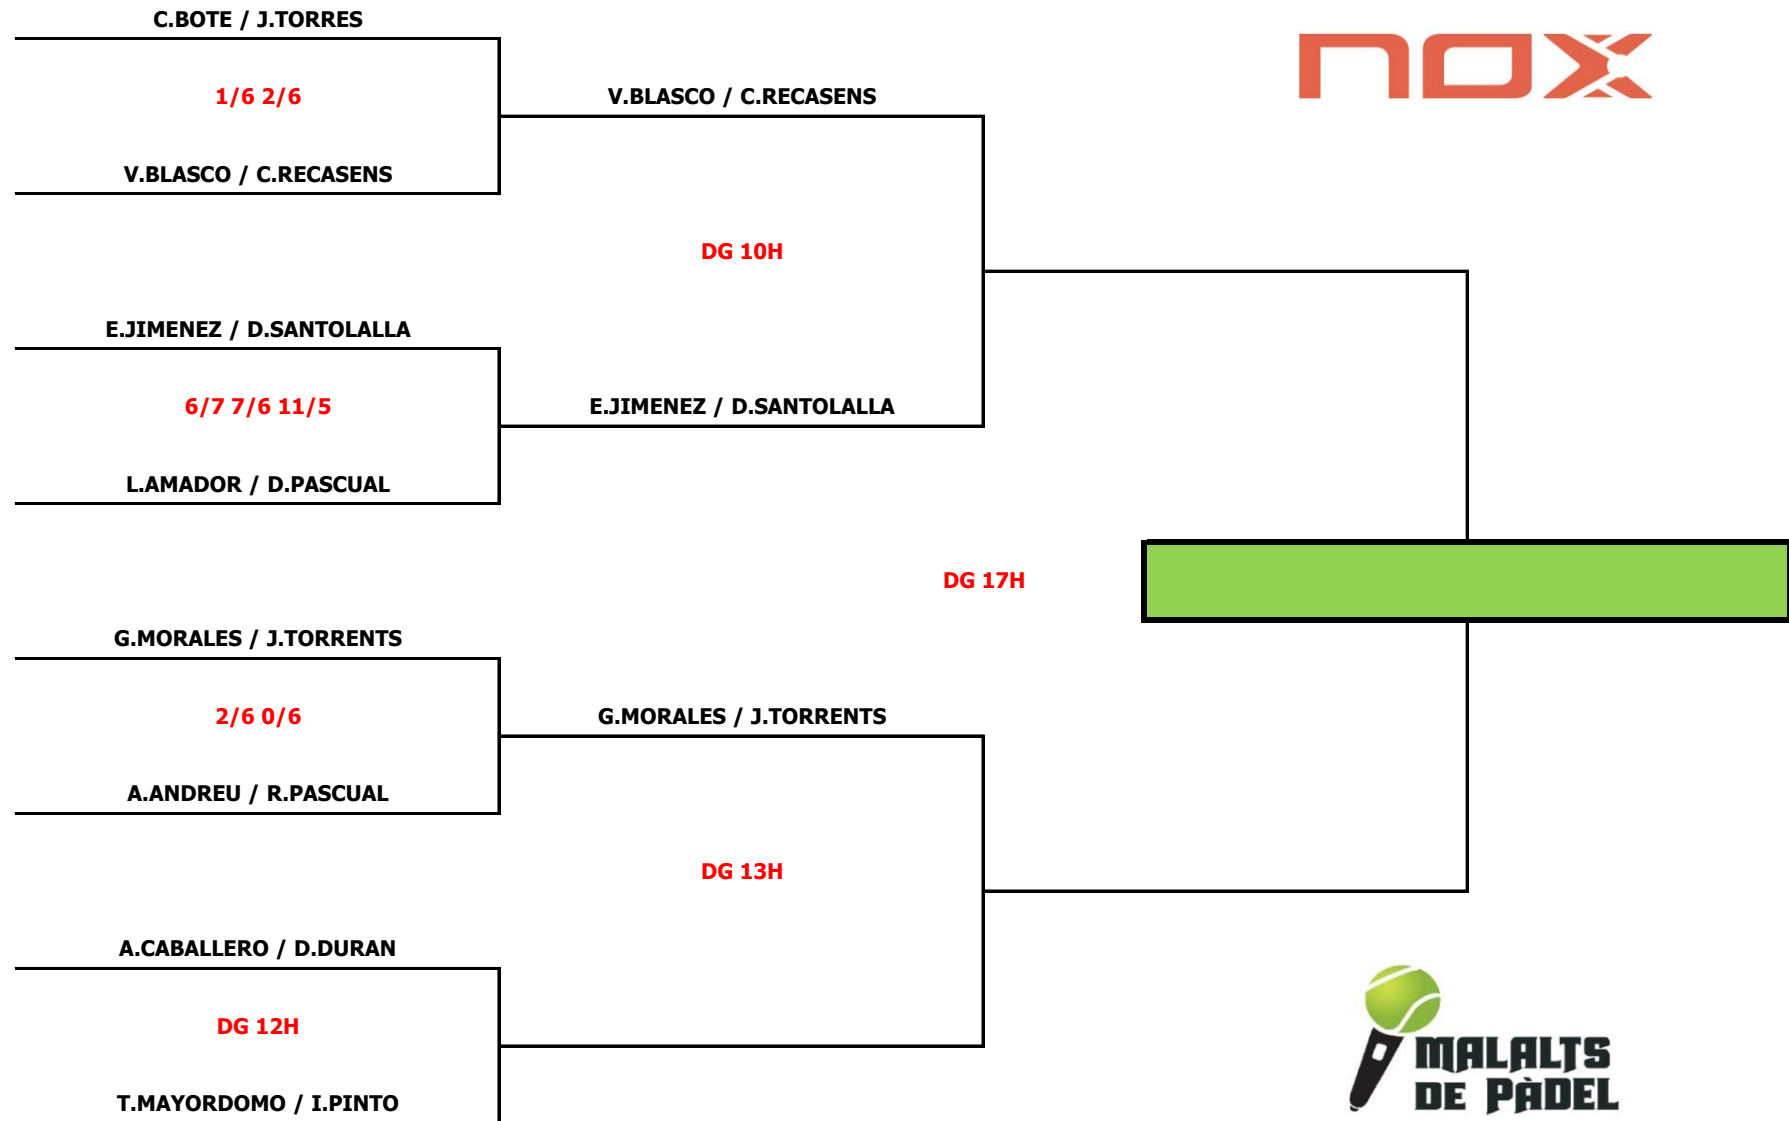 C.BOTE / J.TORRES
nox
1/6 2/6
V.BLASCO / C.RECASENS
V.BLASCO / C.RECASENS
DG 10H
E.JIMENEZ / D.SANTOLALLA
6/7 7/6 11/5
E.JIMENEZ / D.SANTOLALLA
L.AMADOR / D.PASCUAL
DG 17H
G.MORALES / J.TORRENTS
2/6 0/6
G.MORALES / J.TORRENTS
A.ANDREU / R.PASCUAL
DG 13H
A.CABALLERO / D.DURAN
DG 12H
T.MAYORDOMO / I.PINTO
MALALTS
DE PÀDEL